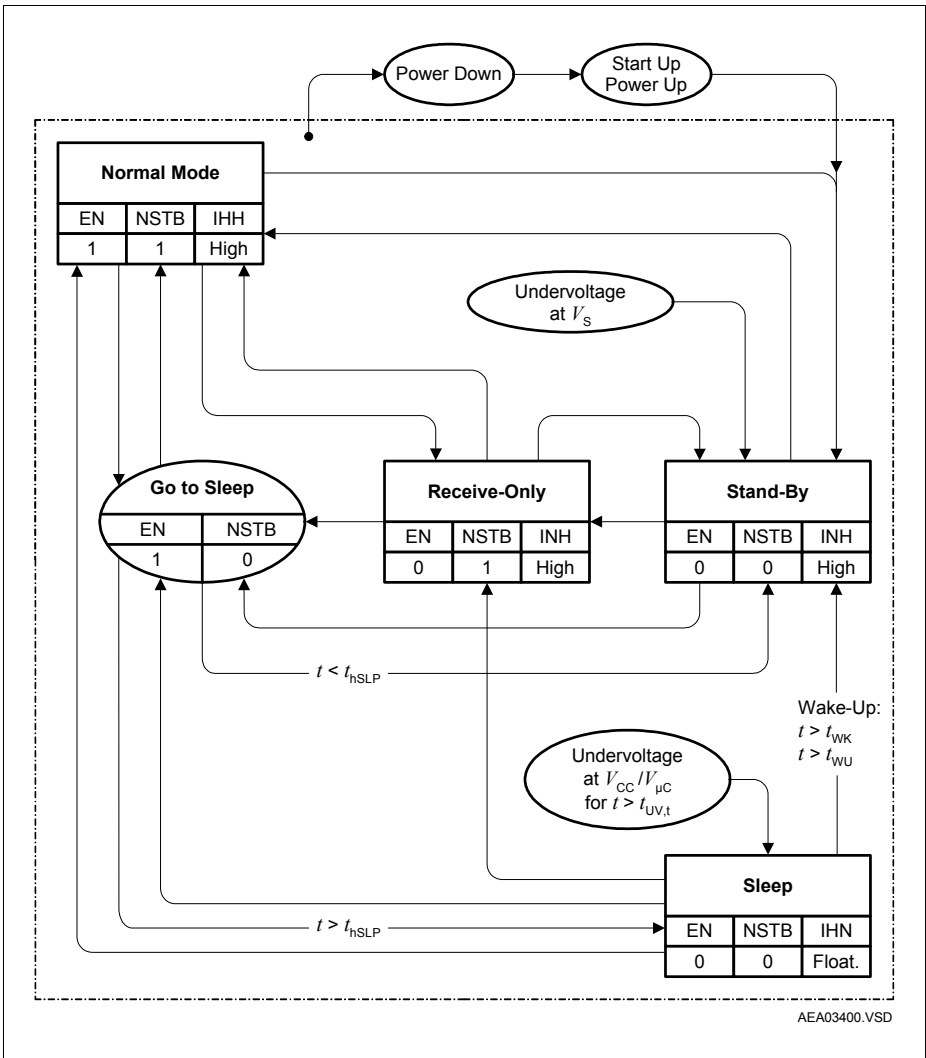 Power Down
Start Up
Power Up
Normal Mode
EN NSTB IHH
1 1 High
Undervoltage
at VS
Go to Sleep
EN NSTB
1 0
Receive-Only
EN NSTB INH
0 1 High
Stand-By
EN NSTB INH
0 0 High
t < thSLP
Wake-Up:
t > tWK
t > tWU
Undervoltage
at VCC/VµC
for t > tUV,t
Sleep
EN NSTB IHN
0 0 Float.
t > thSLP
AEA03400.VSD